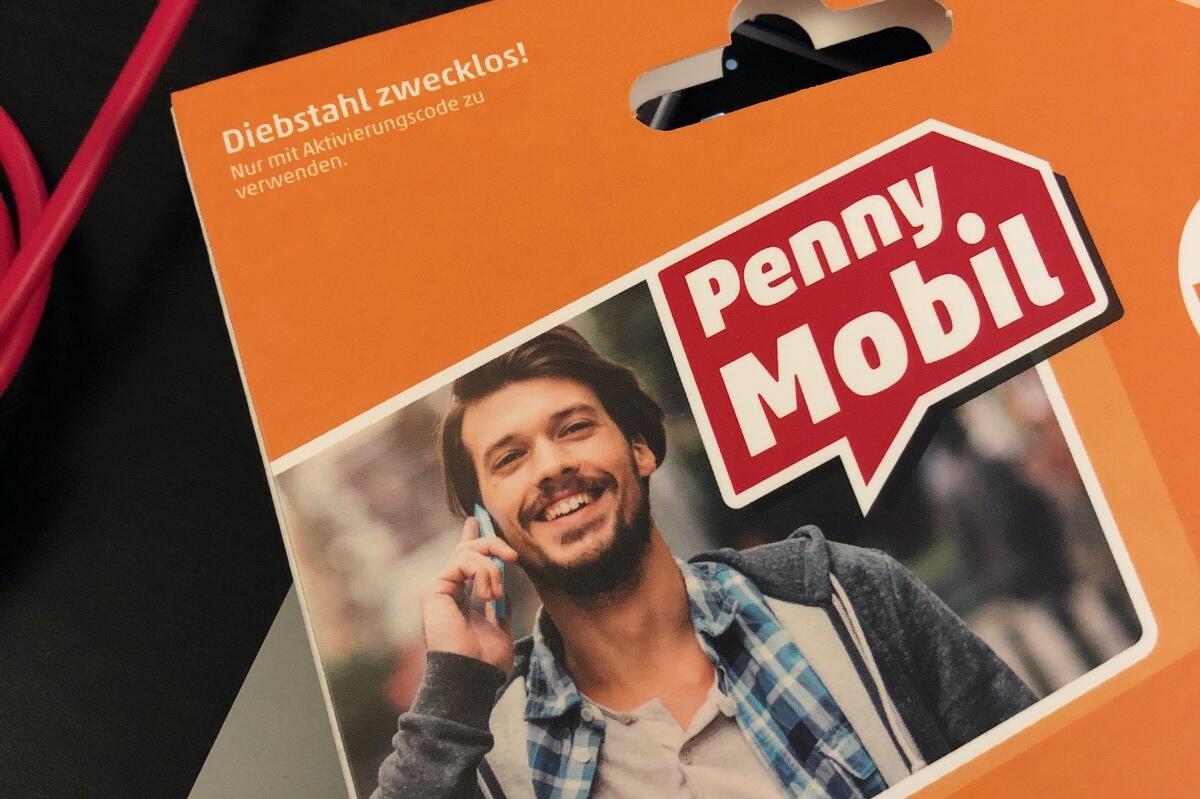 Diebstahl zwecklos!
Nur mit Aktivierungscode zu
verwenden.
Penny
Mobil